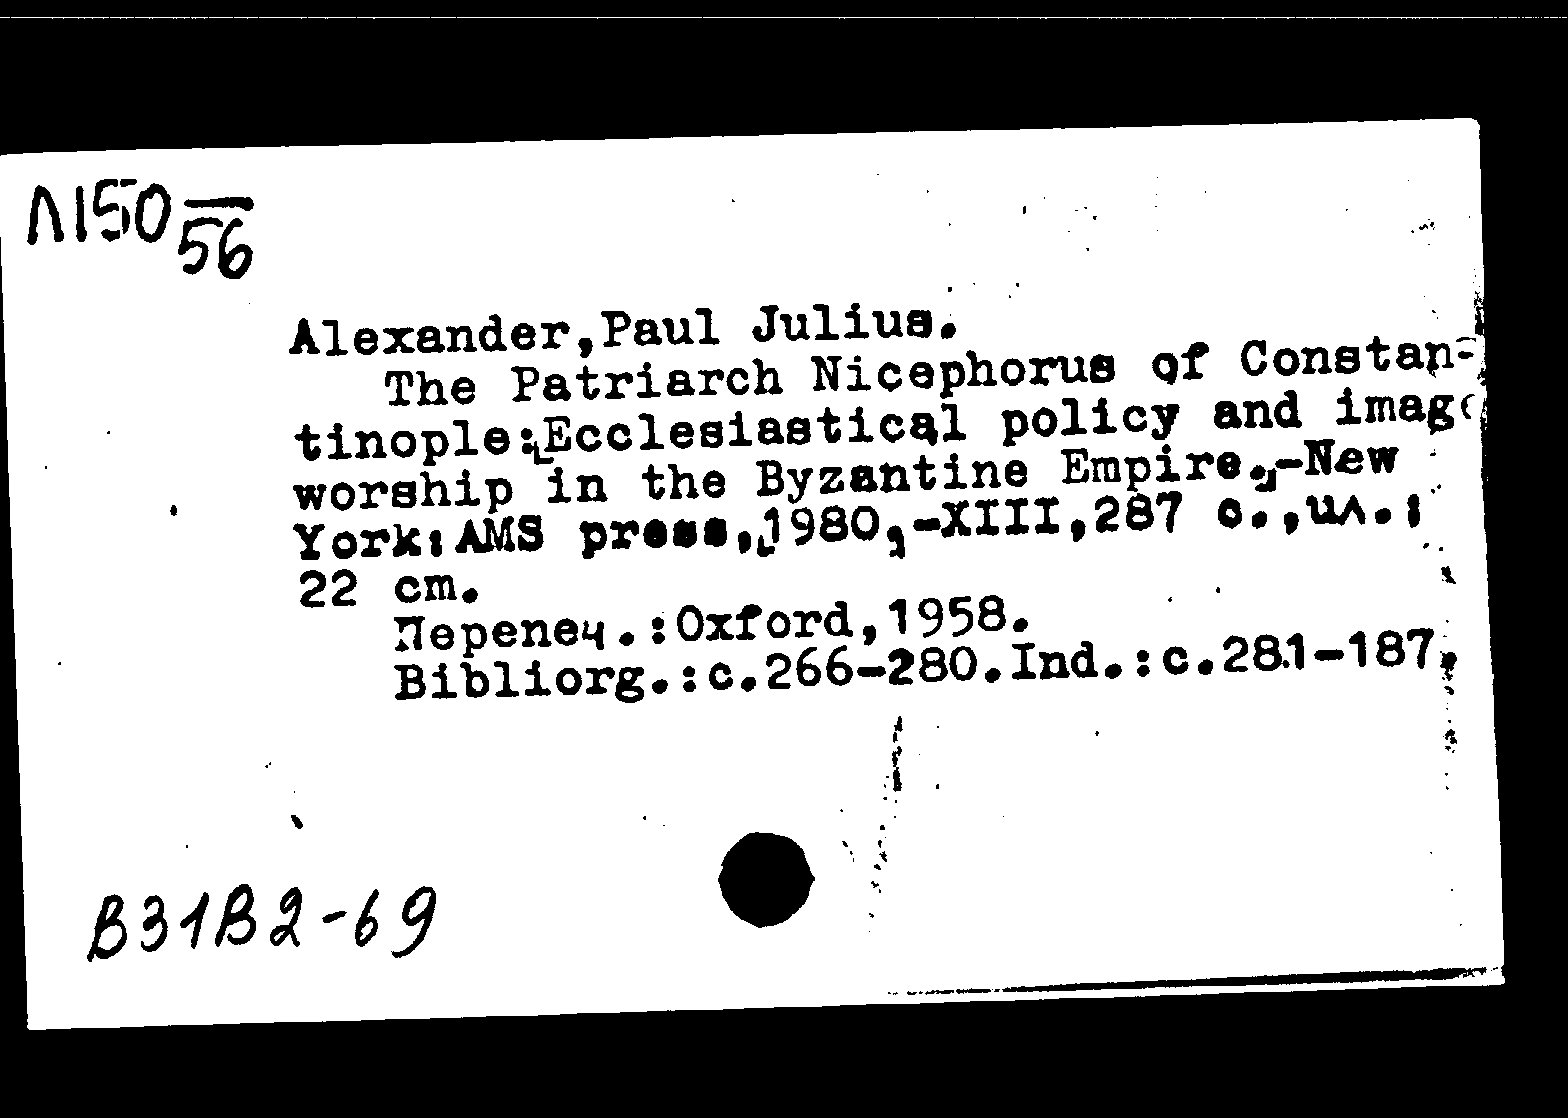 Л150
56
Alexander,Paul Julius.
The Patriarch Nicephorus of Constan-
tinople: Ecclesiastical policy and image
worship in the Byzantine Empire.-New
York: AMS press, 1980,-XIII,287 c.,ил.;
22 cm.
Перепеч.:Oxford,1958.
Bibliorg.:c.266-280.Ind.:c.281-187.
В31В2-69